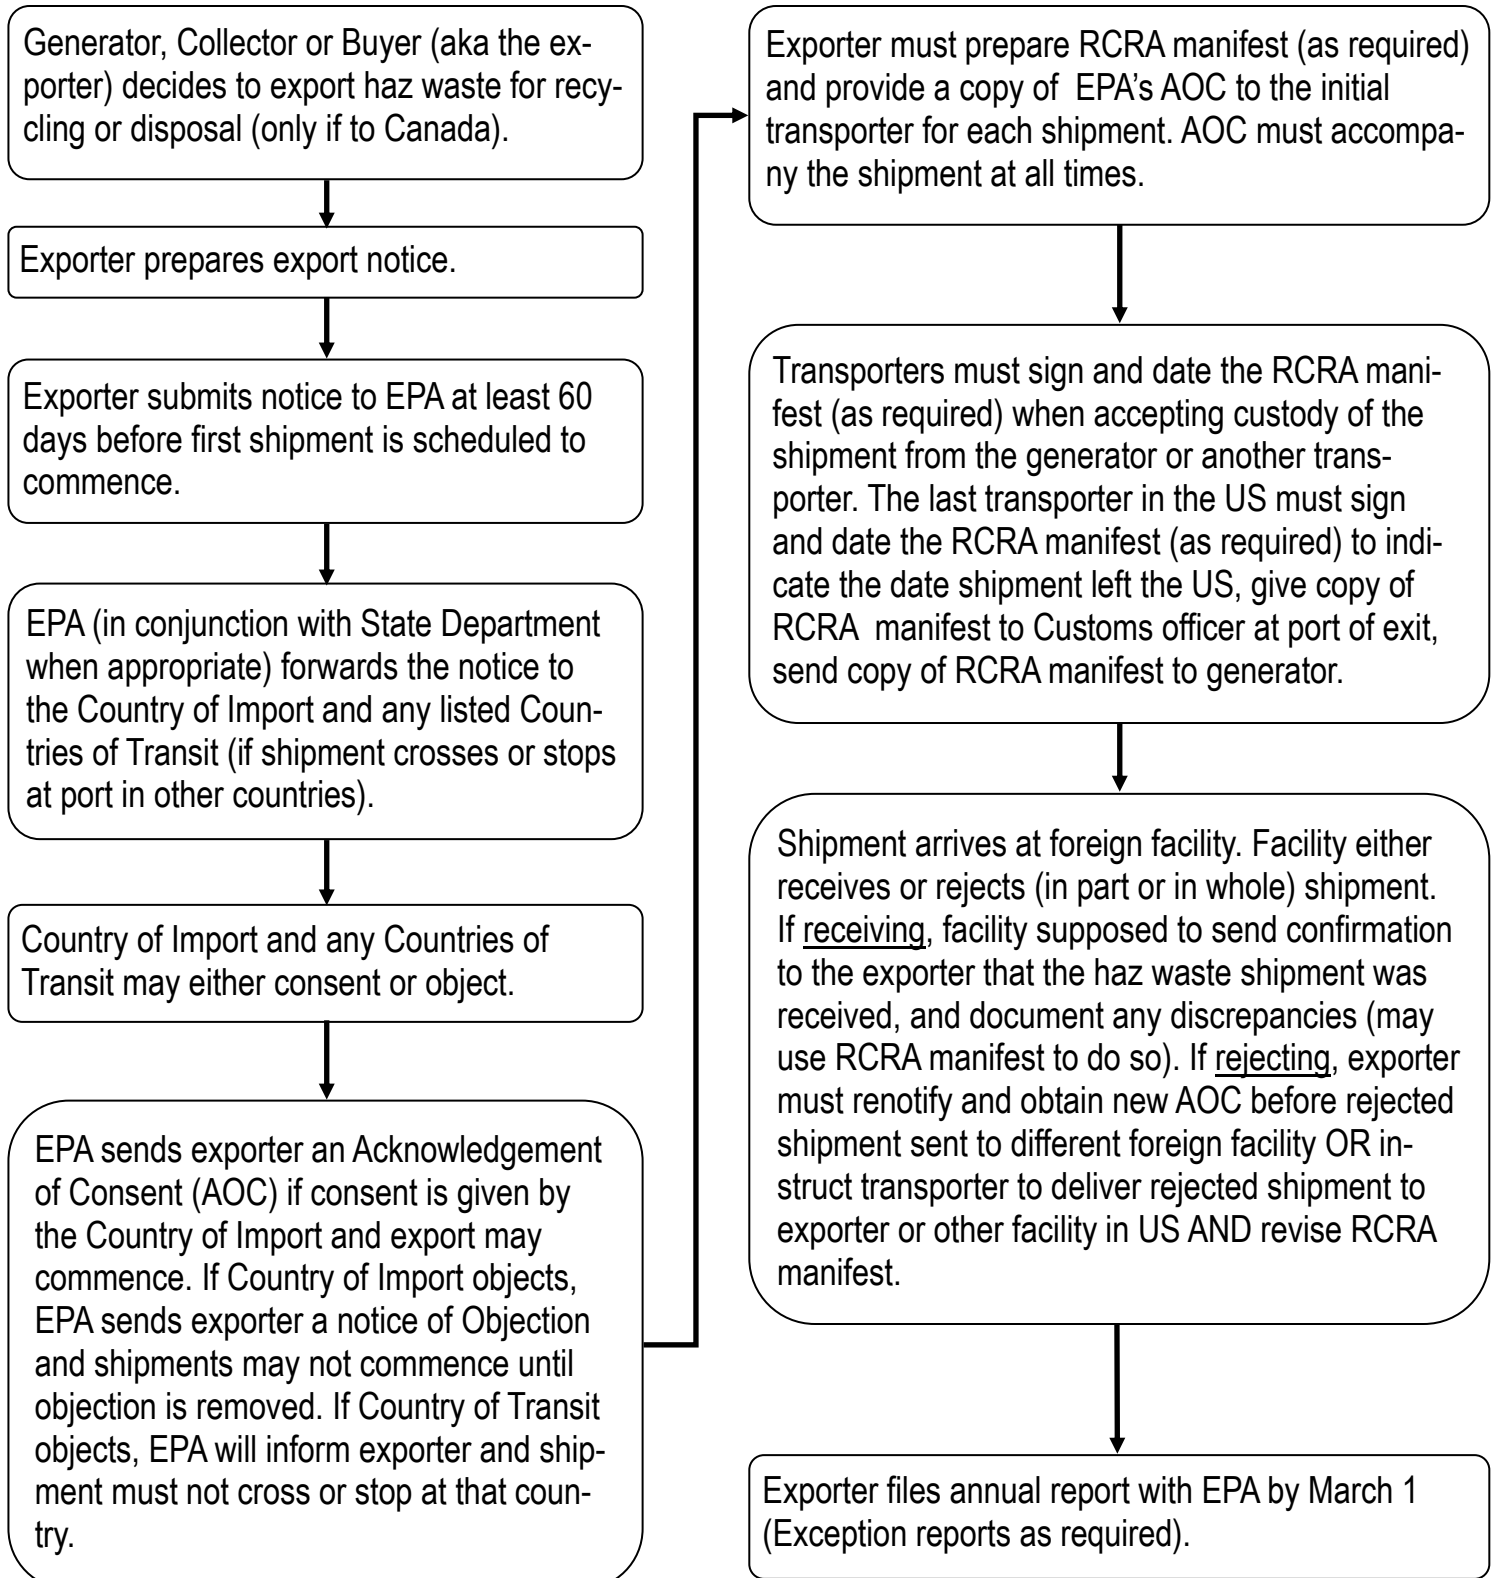 Generator, Collector or Buyer (aka the ex-
porter) decides to export haz waste for recy-
cling or disposal (only if to Canada).
Exporter prepares export notice.
Exporter submits notice to EPA at least 60
days before first shipment is scheduled to
commence.
EPA (in conjunction with State Department
when appropriate) forwards the notice to
the Country of Import and any listed Coun-
tries of Transit (if shipment crosses or stops
at port in other countries).
Country of Import and any Countries of
Transit may either consent or object.
EPA sends exporter an Acknowledgement
of Consent (AOC) if consent is given by
the Country of Import and export may
commence. If Country of Import objects,
EPA sends exporter a notice of Objection
and shipments may not commence until
objection is removed. If Country of Transit
objects, EPA will inform exporter and ship-
ment must not cross or stop at that coun-
try.
Exporter must prepare RCRA manifest (as required)
and provide a copy of EPA's AOC to the initial
transporter for each shipment. AOC must accompa-
ny the shipment at all times.
Transporters must sign and date the RCRA mani-
fest (as required) when accepting custody of the
shipment from the generator or another trans-
porter. The last transporter in the US must sign
and date the RCRA manifest (as required) to indi-
cate the date shipment left the US, give copy of
RCRA manifest to Customs officer at port of exit,
send copy of RCRA manifest to generator.
Shipment arrives at foreign facility. Facility either
receives or rejects (in part or in whole) shipment.
If receiving, facility supposed to send confirmation
to the exporter that the haz waste shipment was
received, and document any discrepancies (may
use RCRA manifest to do so). If rejecting, exporter
must renotify and obtain new AOC before rejected
shipment sent to different foreign facility OR in-
struct transporter to deliver rejected shipment to
exporter or other facility in US AND revise RCRA
manifest.
Exporter files annual report with EPA by March 1
(Exception reports as required).